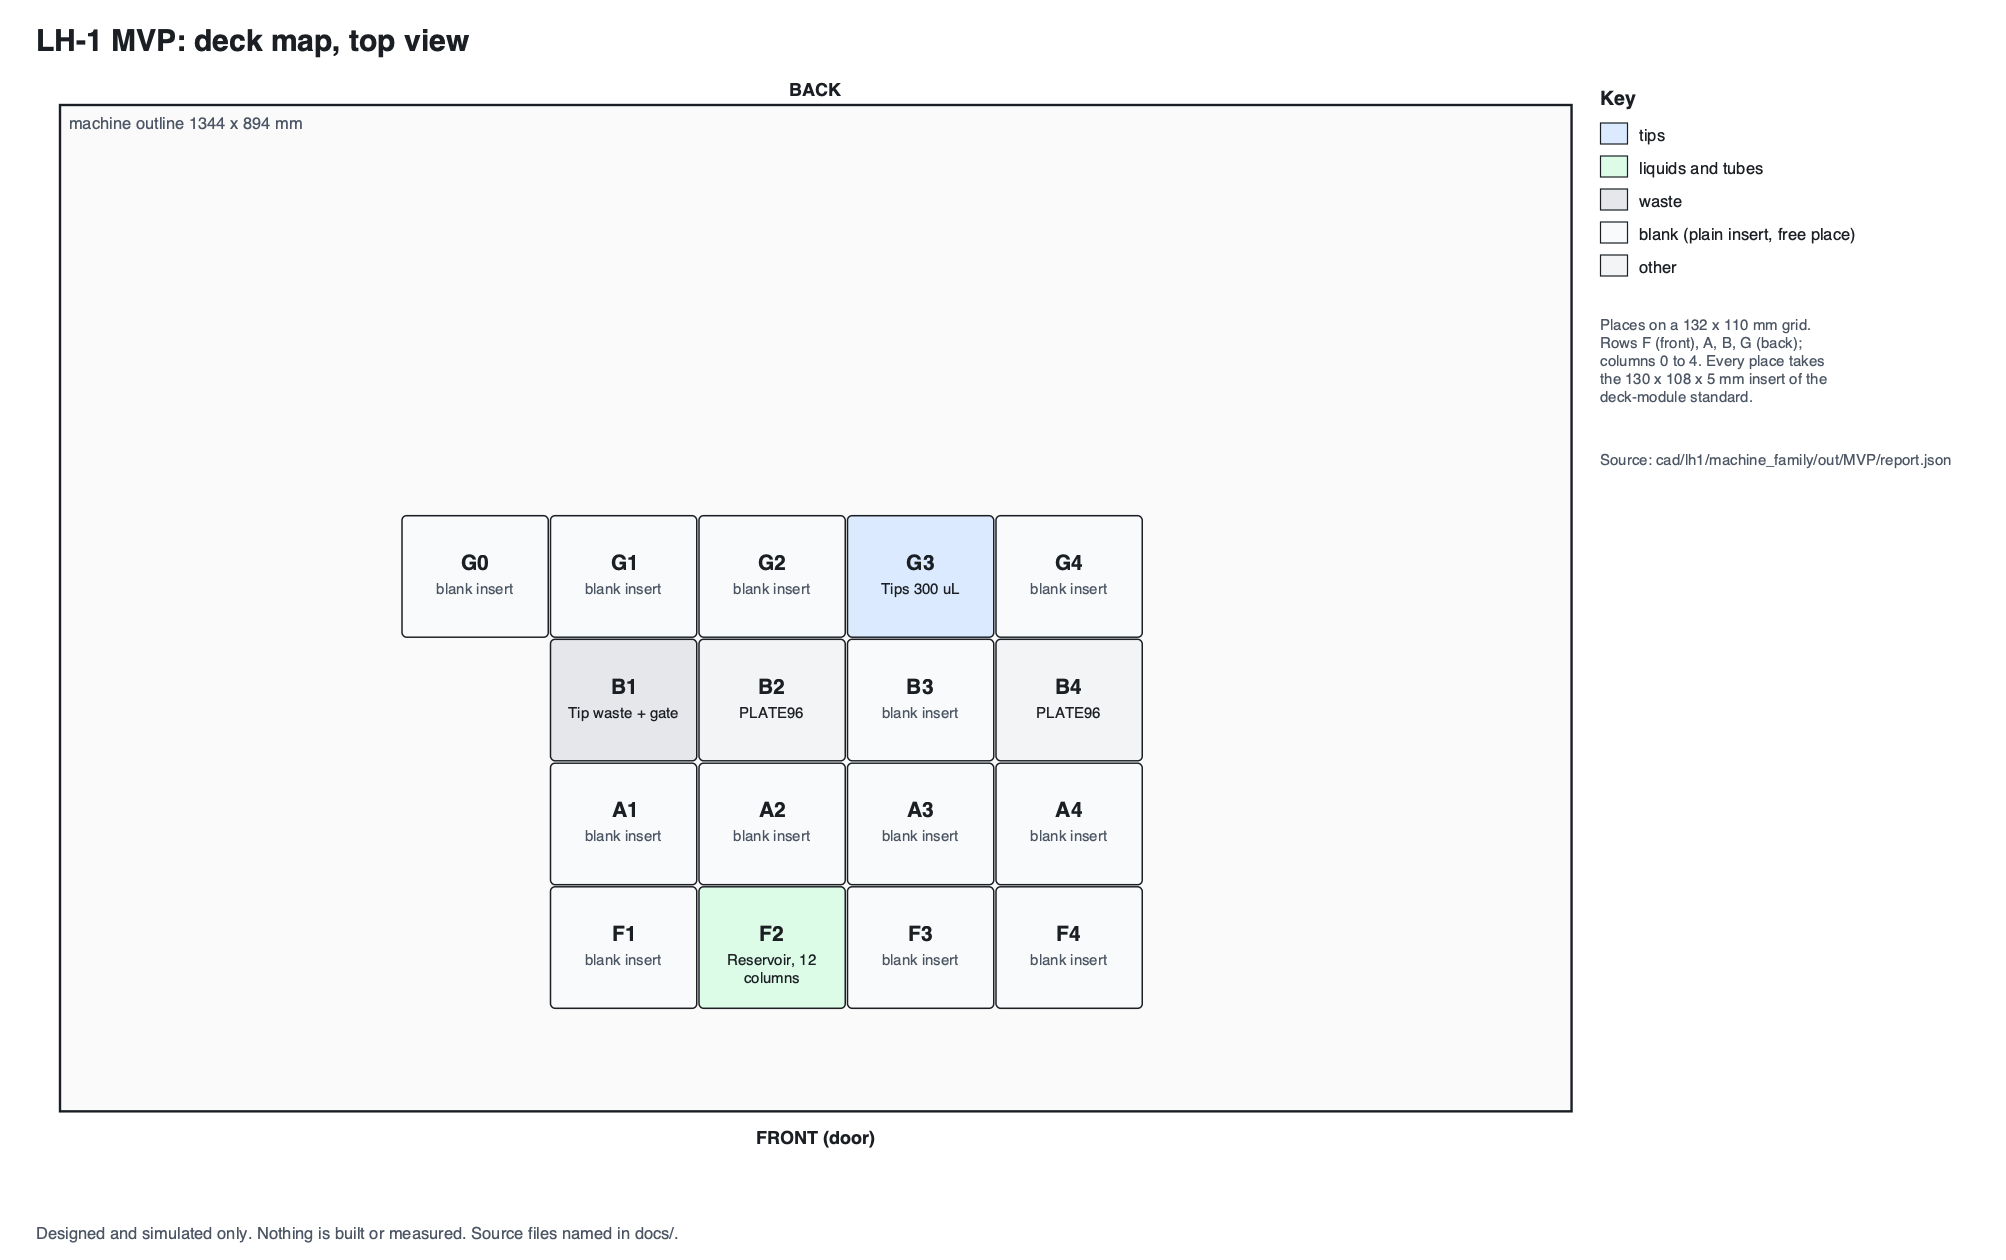 LH-1 MVP: deck map, top view
BACK
machine outline 1344 x 894 mm
G0
blank insert
G1
blank insert
G2
blank insert
G3
Tips 300 uL
G4
blank insert
B1
Tip waste + gate
B2
PLATE96
B3
blank insert
B4
PLATE96
A1
blank insert
A2
blank insert
A3
blank insert
A4
blank insert
F1
blank insert
F2
Reservoir, 12
columns
F3
blank insert
F4
blank insert
FRONT (door)
Key
tips
liquids and tubes
waste
blank (plain insert, free place)
other
Places on a 132 x 110 mm grid.
Rows F (front), A, B, G (back);
columns 0 to 4. Every place takes
the 130 x 108 x 5 mm insert of the
deck-module standard.
Source: cad/lh1/machine_family/out/MVP/report.json
Designed and simulated only. Nothing is built or measured. Source files named in docs/.